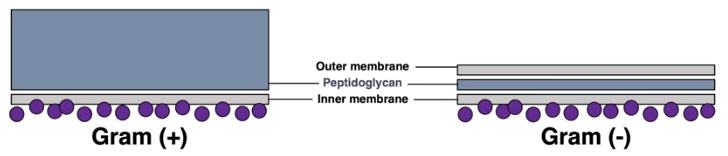 Outer membrane
Peptidoglycan
Inner membrane
Gram (+)
Gram (-)